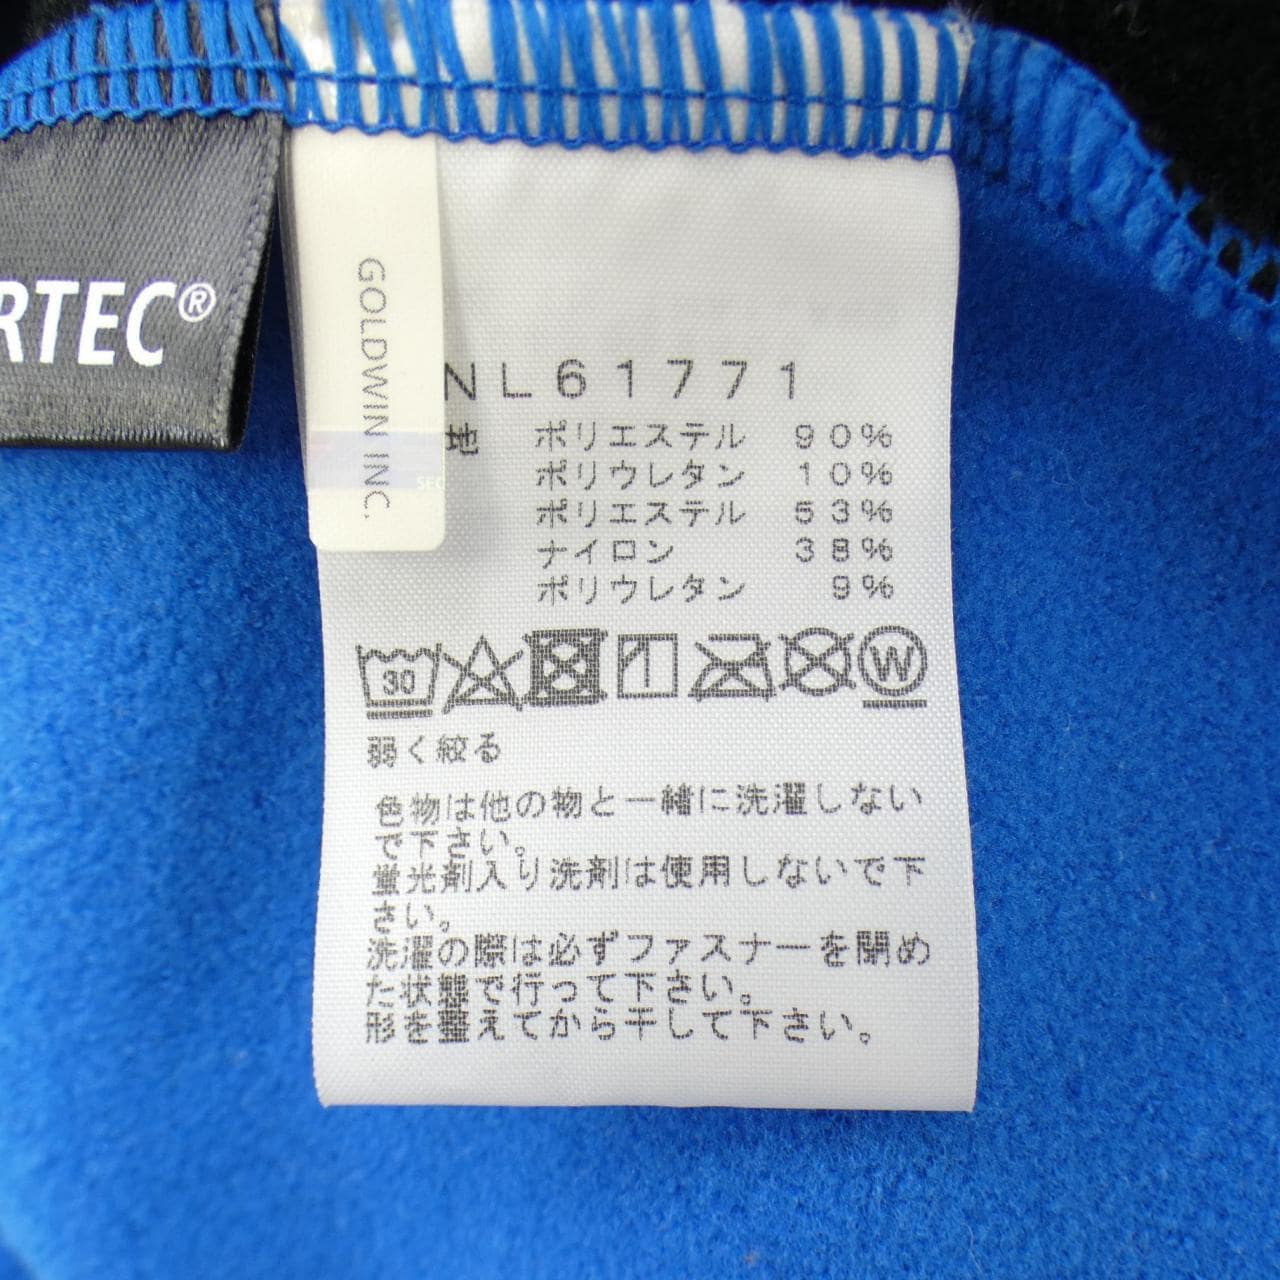 RTEC®
GOLDWIN INC.
SEC
NL61771
地 ポリエステル 90%
ポリウレタン 10%
ポリエステル 53%
ナイロン 38%
ポリウレタン 9%
30
W
弱く絞る
色物は他の物と一緒に洗濯しない
で下さい。
蛍光剤入り洗剤は使用しないで下
さい。
洗濯の際は必ずファスナーを閉め
た状態で行って下さい。
形を整えてから干して下さい。